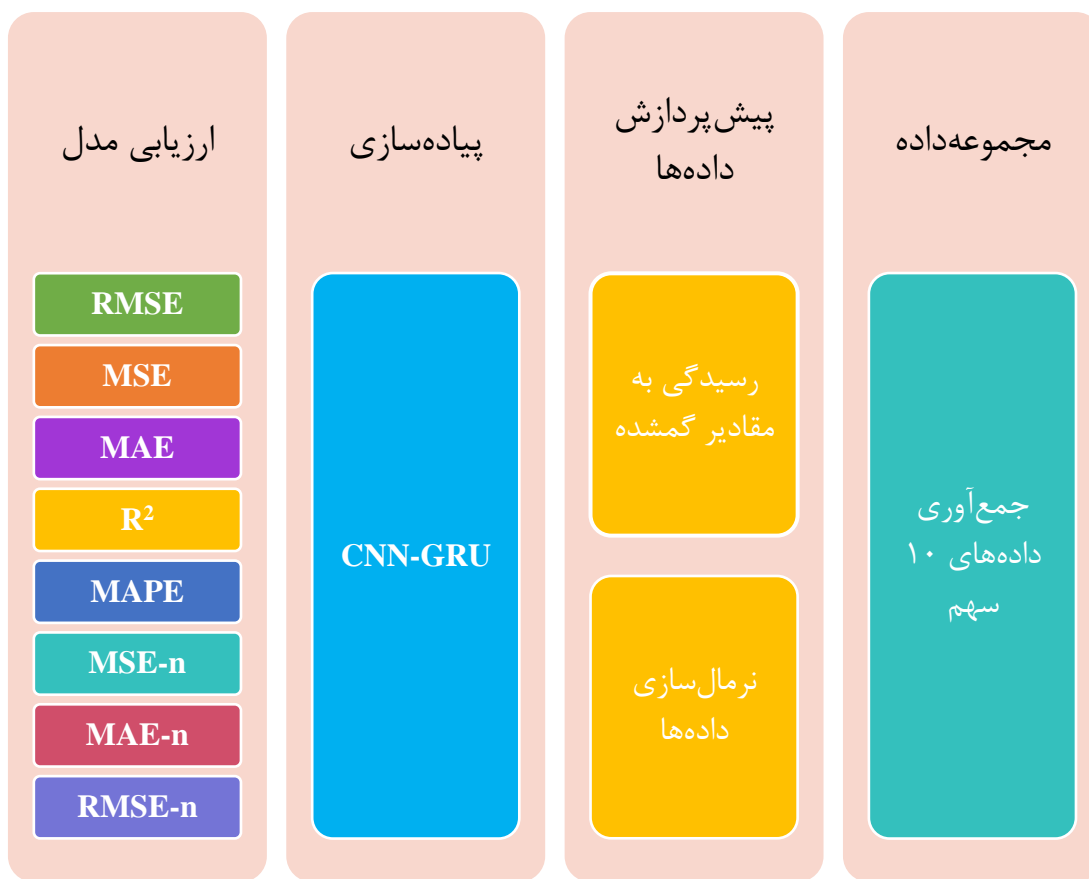 مجموعه‌داده
جمع‌آوری
داده‌های ۱۰
سهم
پیش‌پردازش
داده‌ها
رسیدگی به
مقادیر گمشده
نرمال‌سازی
داده‌ها
پیاده‌سازی
CNN-GRU
ارزیابی مدل
RMSE
MSE
MAE
R²
MAPE
MSE-n
MAE-n
RMSE-n